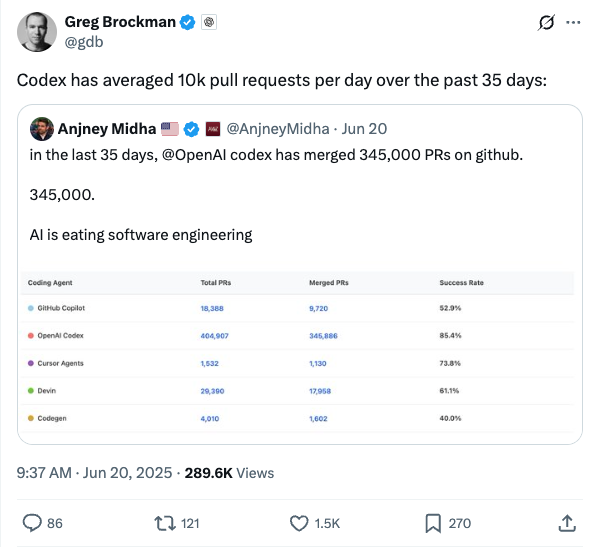 Greg Brockman
@gdb
Codex has averaged 10k pull requests per day over the past 35 days:
Anjney Midha 🇺🇸 @AnjneyMidha · Jun 20
in the last 35 days, @OpenAI codex has merged 345,000 PRs on github.
345,000.
AI is eating software engineering
Coding Agent Total PRs Merged PRs Success Rate
GitHub Copilot 18,388 9,720 52.9%
OpenAI Codex 404,907 345,886 85.4%
Cursor Agents 1,532 1,130 73.8%
Devin 29,390 17,958 61.1%
Codegen 4,010 1,602 40.0%
9:37 AM · Jun 20, 2025 · 289.6K Views
86 121 1.5K 270